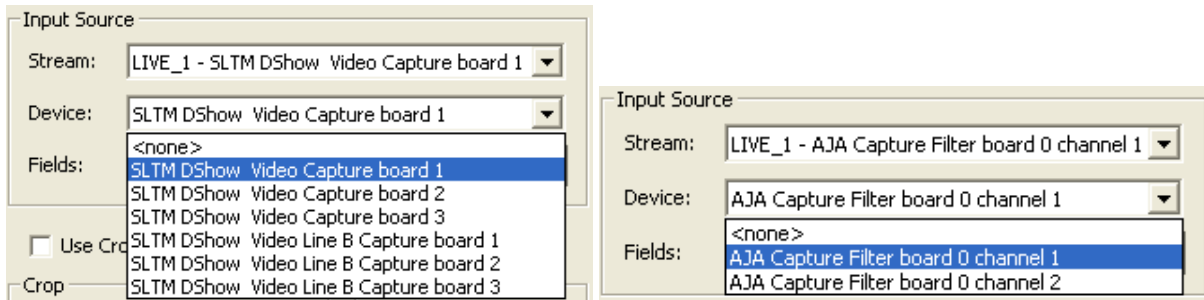 Input Source
Stream:
LIVE_1 - SLTM DShow  Video Capture board 1
Device:
SLTM DShow  Video Capture board 1
Fields:
<none>
SLTM DShow  Video Capture board 1
SLTM DShow  Video Capture board 2
SLTM DShow  Video Capture board 3
SLTM DShow  Video Line B Capture board 1
SLTM DShow  Video Line B Capture board 2
SLTM DShow  Video Line B Capture board 3
Use Cro
Crop
Input Source
Stream:
LIVE_1 - AJA Capture Filter board 0 channel 1
Device:
AJA Capture Filter board 0 channel 1
Fields:
<none>
AJA Capture Filter board 0 channel 1
AJA Capture Filter board 0 channel 2